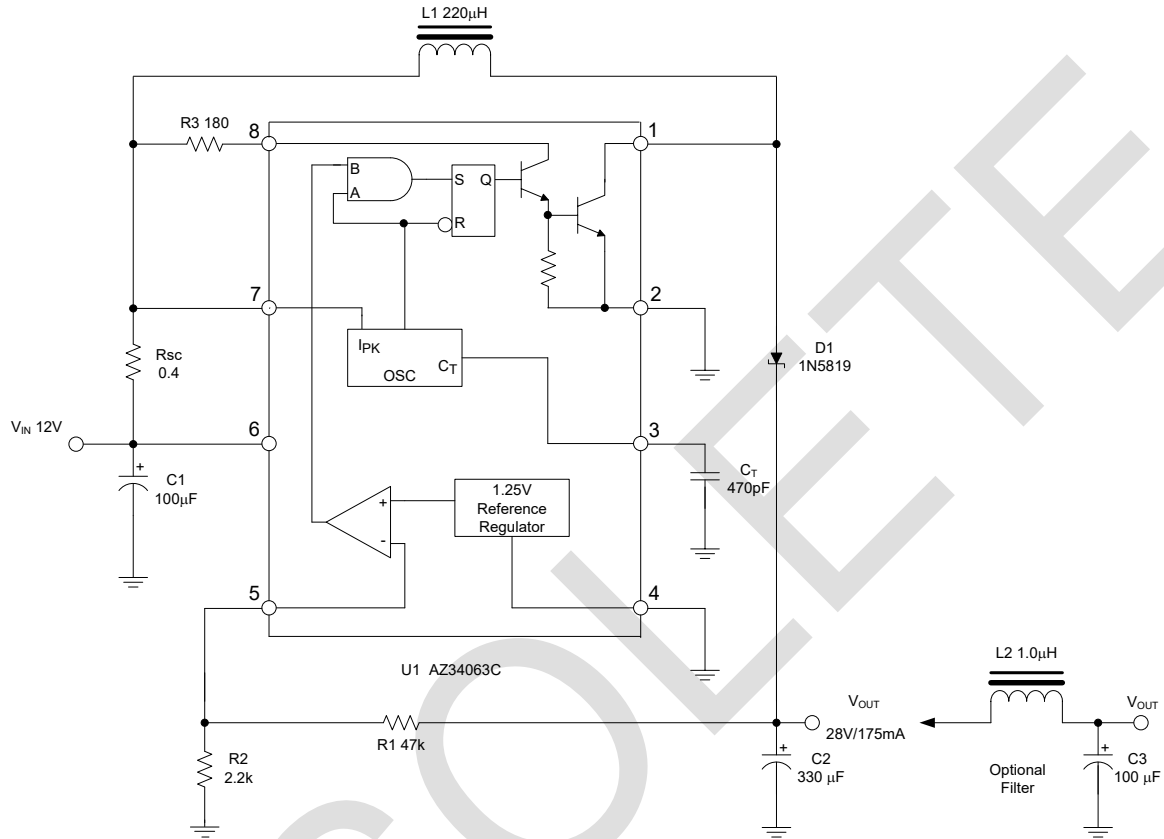 L1 220μH
R3 180
8
1
B
A
S
Q
R
7
2
IPK
OSC
CT
Rsc
0.4
D1
1N5819
VIN 12V
6
3
C1
100μF
+
CT
470pF
1.25V
Reference
Regulator
+
-
5
4
U1 AZ34063C
L2 1.0μH
VOUT
28V/175mA
VOUT
R1 47k
R2
2.2k
+
C2
330 μF
Optional
Filter
+
C3
100 μF
OLETE